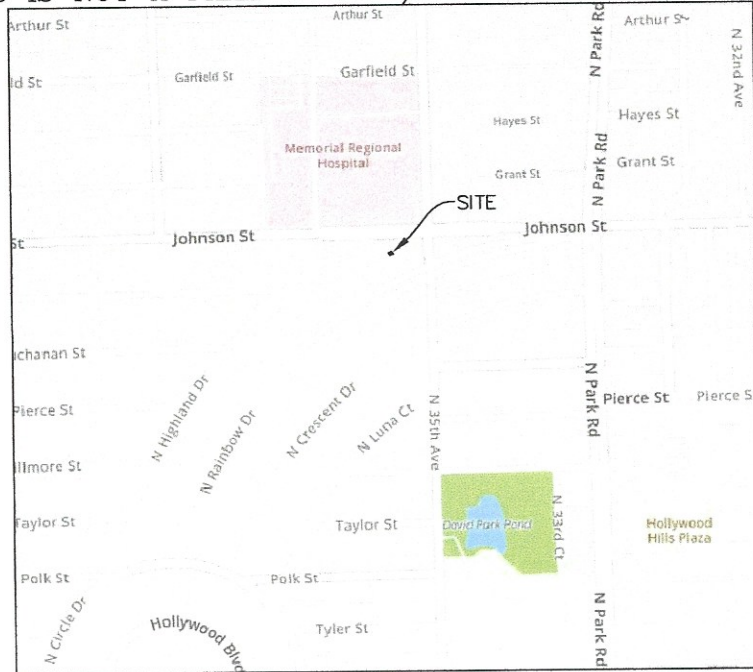 Arthur St
Arthur St
Arthur St
N Park Rd
N 32nd Ave
ld St
Garfield St
Garfield St
Hayes St
Hayes St
Memorial Regional
Hospital
N Park Rd
Grant St
Grant St
SITE
St
Johnson St
Johnson St
chanan St
N Highland Dr
N Rainbow Dr
N Crescent Dr
N Luna Ct
N 35th Ave
N Park Rd
Pierce St
Pierce S
Pierce St
llmore St
Taylor St
Taylor St
David Park Pond
N 33rd Ct
Hollywood
Hills Plaza
Polk St
Polk St
N Circle Dr
Hollywood Blvd
Tyler St
N Park Rd